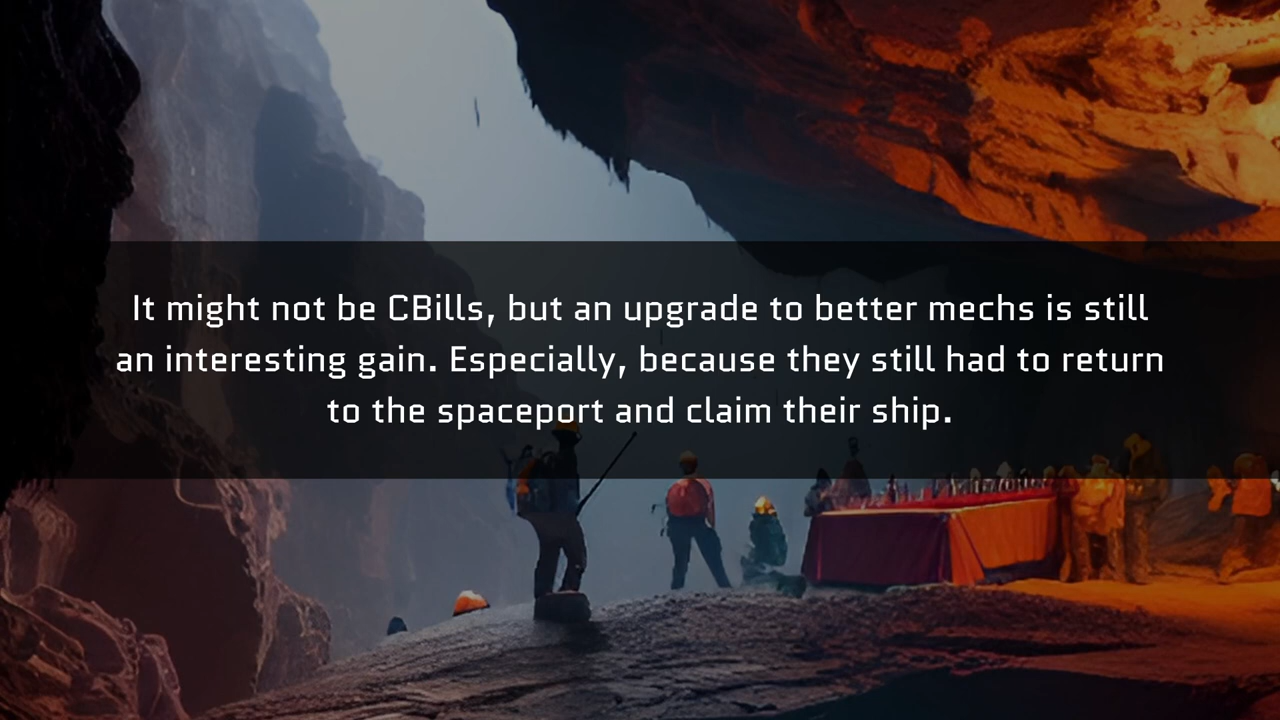 It might not be CBills, but an upgrade to better mechs is still
an interesting gain. Especially, because they still had to return
to the spaceport and claim their ship.